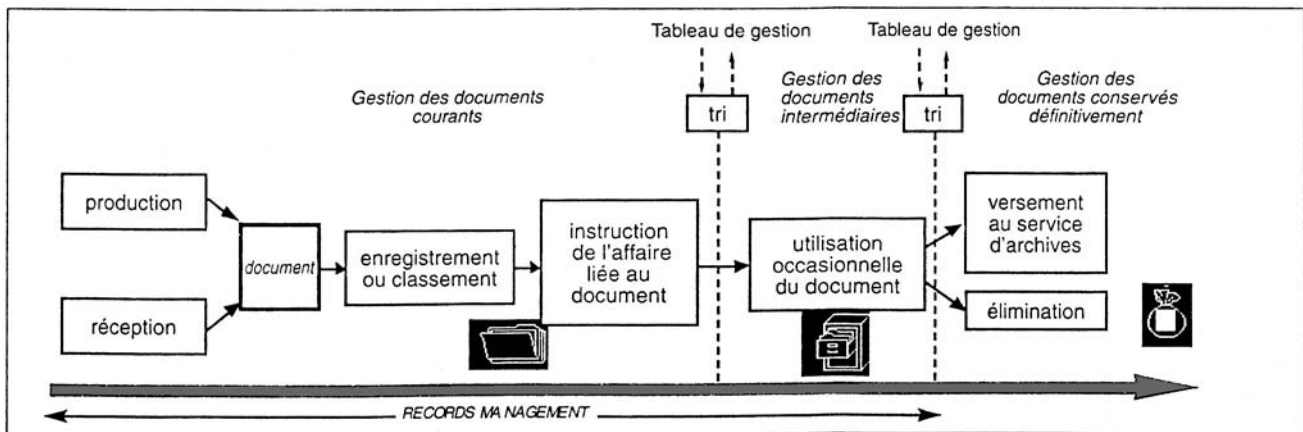 Tableau de gestion
Tableau de gestion
Gestion des documents
courants
tri
Gestion des
documents
intermédiaires
tri
Gestion des
documents conservés
définitivement
production
réception
document
enregistrement
ou classement
instruction
de l'affaire
liée au
document
utilisation
occasionnelle
du document
versement
au service
d'archives
élimination
RECORDS MANAGEMENT